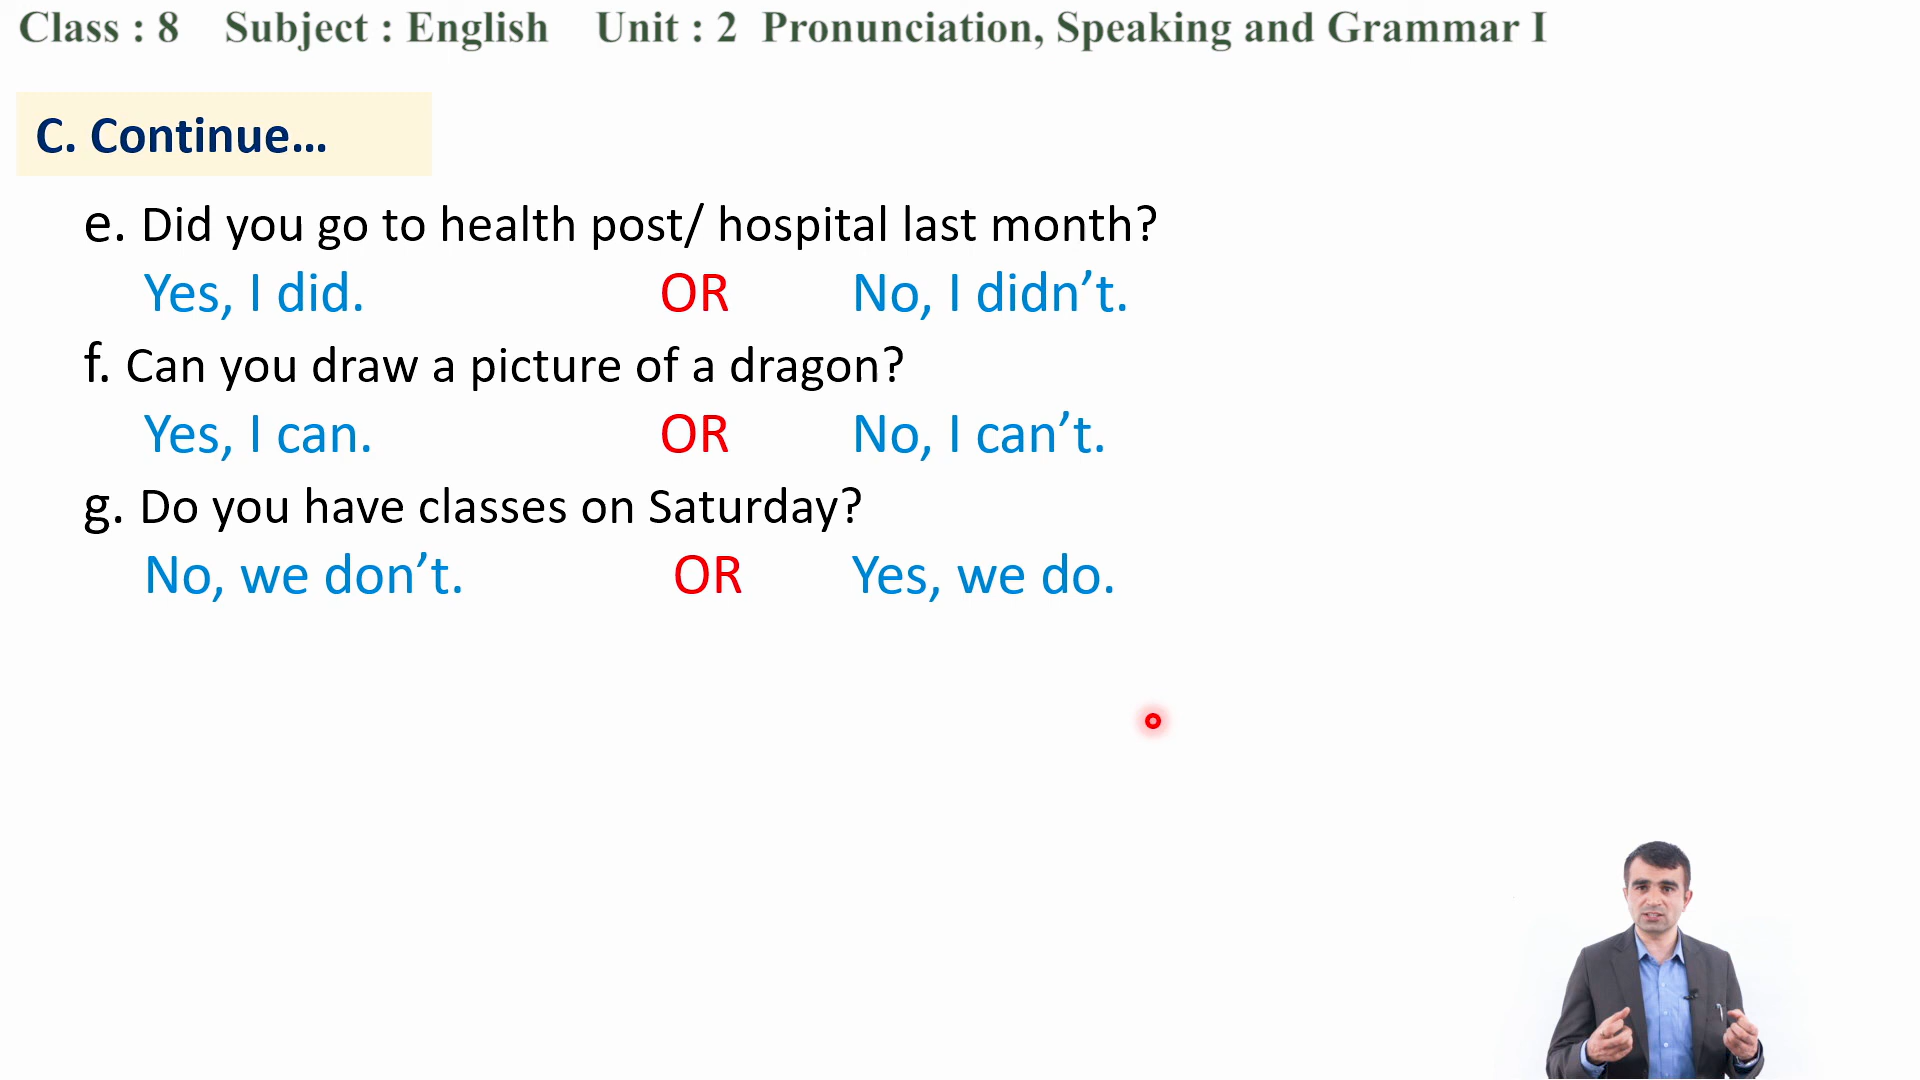 Class : 8 Subject : English Unit : 2 Pronunciation, Speaking and Grammar I
C. Continue...
e. Did you go to health post/ hospital last month?
Yes, I did. OR No, I didn’t.
f. Can you draw a picture of a dragon?
Yes, I can. OR No, I can’t.
g. Do you have classes on Saturday?
No, we don’t. OR Yes, we do.